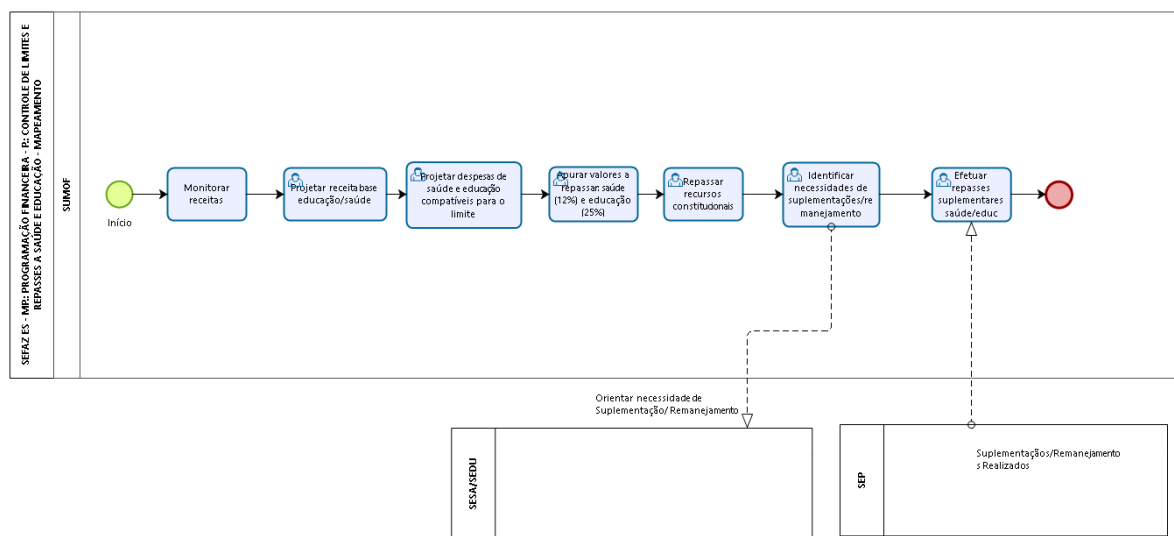 SEFAZ ES - MP.: PROGRAMAÇÃO FINANCEIRA - P.: CONTROLE DE LIMITES E
REPASSES A SAÚDE E EDUCAÇÃO - MAPEAMENTO
SUMOF
Início
Monitorar
receitas
Projetar receita base
educação/saúde
Projetar despesas de
saúde e educação
compatíveis para o
limite
Apurar valores a
repassar: saúde
(12%) e educação
(25%)
Repassar
recursos
constitucionais
Identificar
necessidades de
suplementações/re
manejamento
Efetuar
repasses
suplementares
saúde/educ
Orientar necessidade de
Suplementação/Remanejamento
SESA/SEDU
SEP
Suplementaçãos/Remanejamento
s Realizados